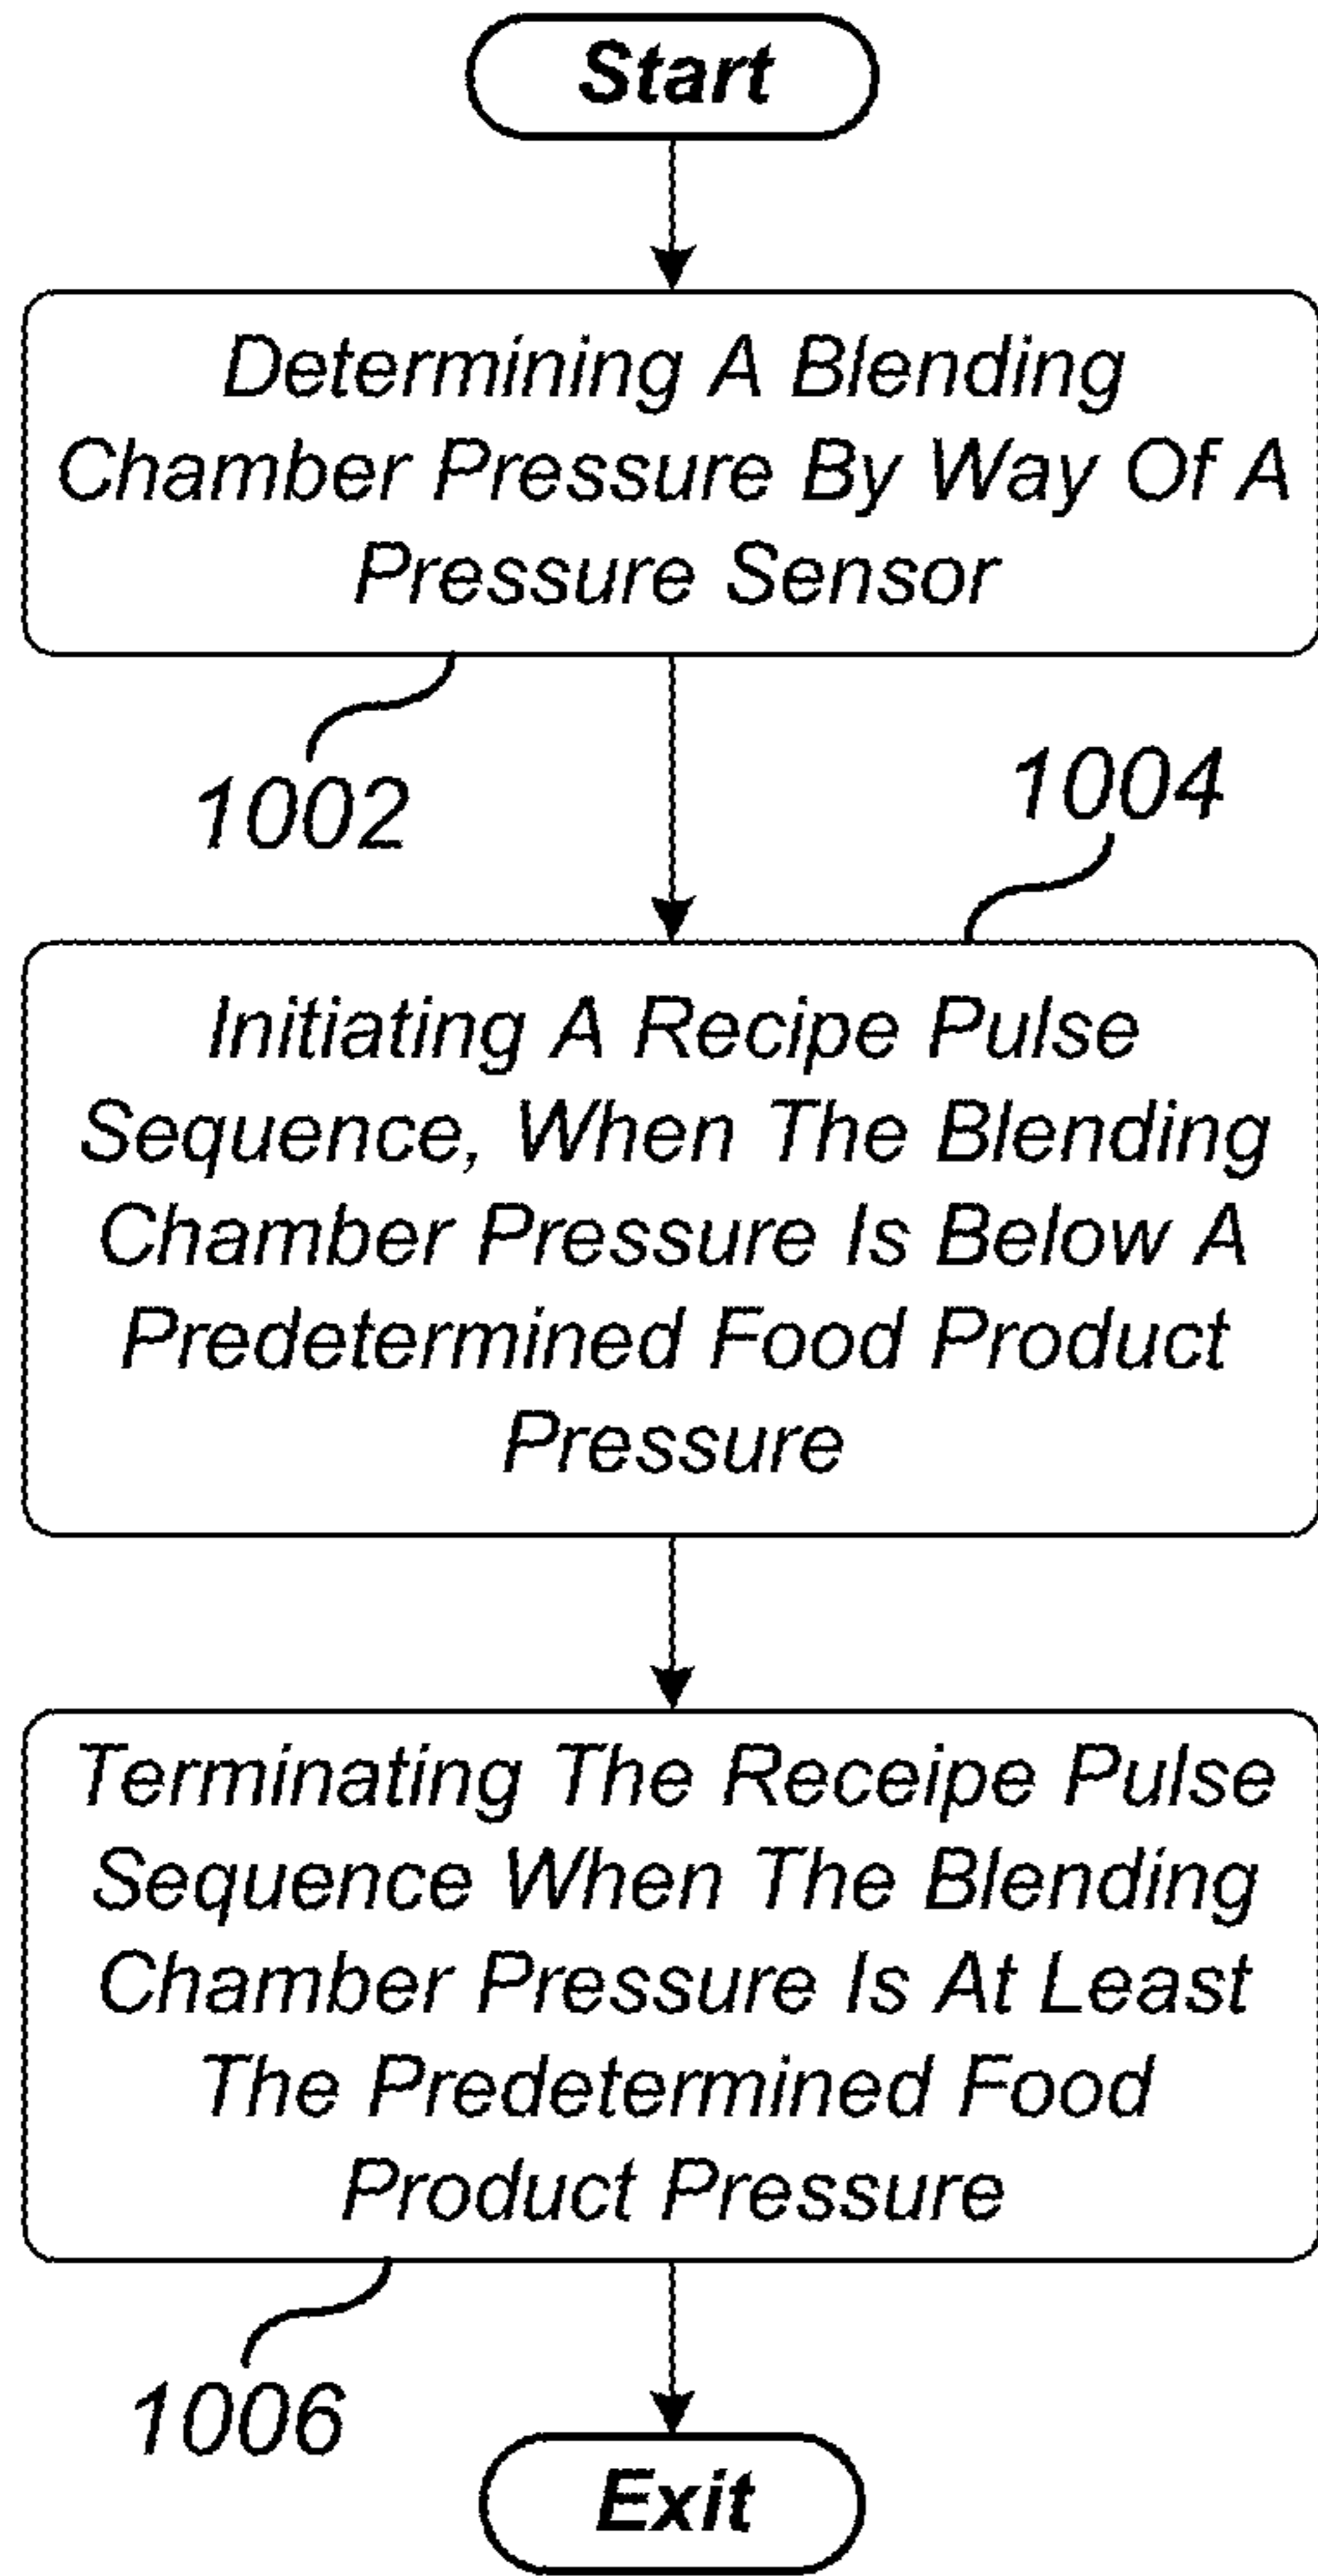 Start
Determining A Blending
Chamber Pressure By Way Of A
Pressure Sensor
1002
1004
Initiating A Recipe Pulse
Sequence, When The Blending
Chamber Pressure Is Below A
Predetermined Food Product
Pressure
Terminating The Receipe Pulse
Sequence When The Blending
Chamber Pressure Is At Least
The Predetermined Food
Product Pressure
1006
Exit